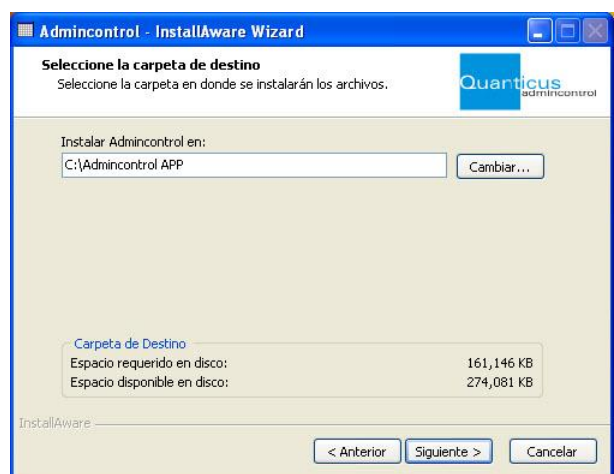 Admincontrol - InstallAware Wizard
Seleccione la carpeta de destino
Seleccione la carpeta en donde se instalarán los archivos.
Quanticus
admincontrol
Instalar Admincontrol en:
C:\Admincontrol APP
Cambiar...
Carpeta de Destino
Espacio requerido en disco: 161,146 KB
Espacio disponible en disco: 274,081 KB
InstallAware
< Anterior Siguiente > Cancelar